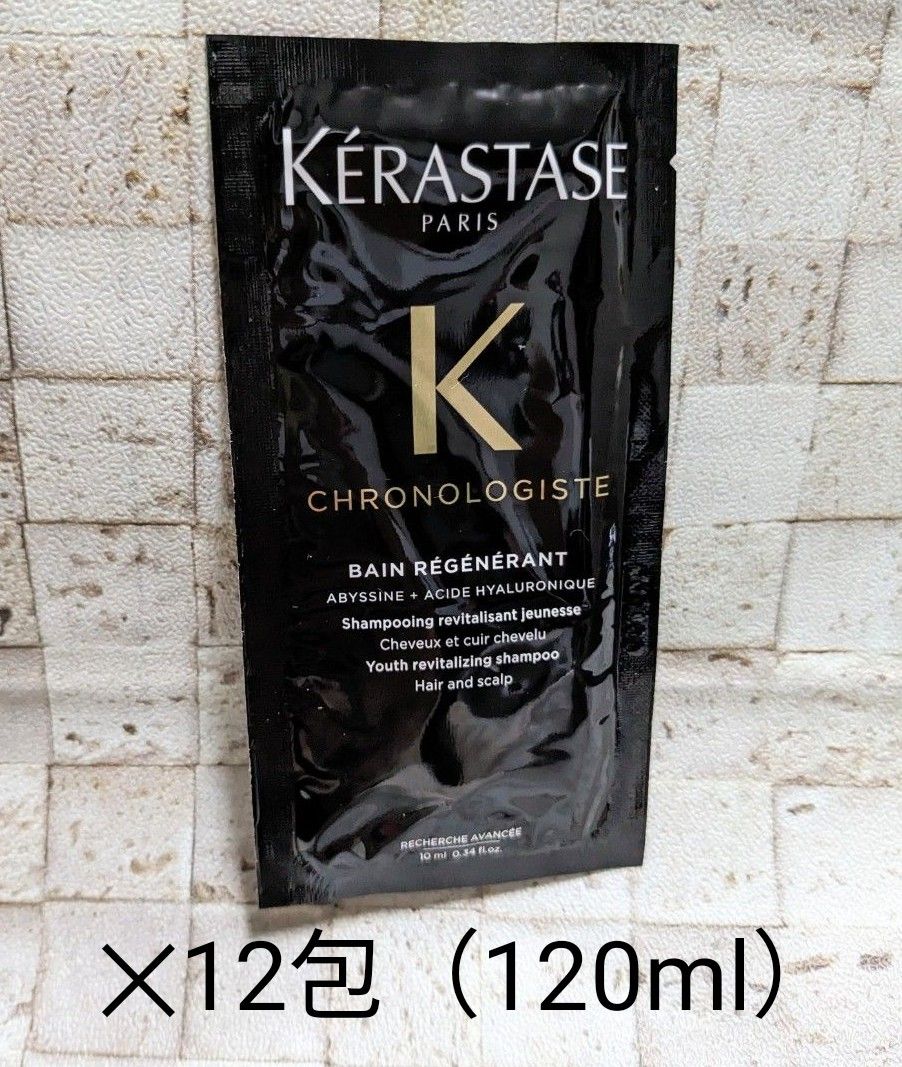 KÉRASTASE
PARIS
K
CHRONOLOGISTE
BAIN RÉGÉNÉRANT
ABYSSINE + ACIDE HYALURONIQUE
Shampooing revitalisant jeunesse
Cheveux et cuir chevelu
Youth revitalizing shampoo
Hair and scalp
RECHERCHE AVANCÉE
10 ml 0.34 fl.oz.
×12包（120ml）